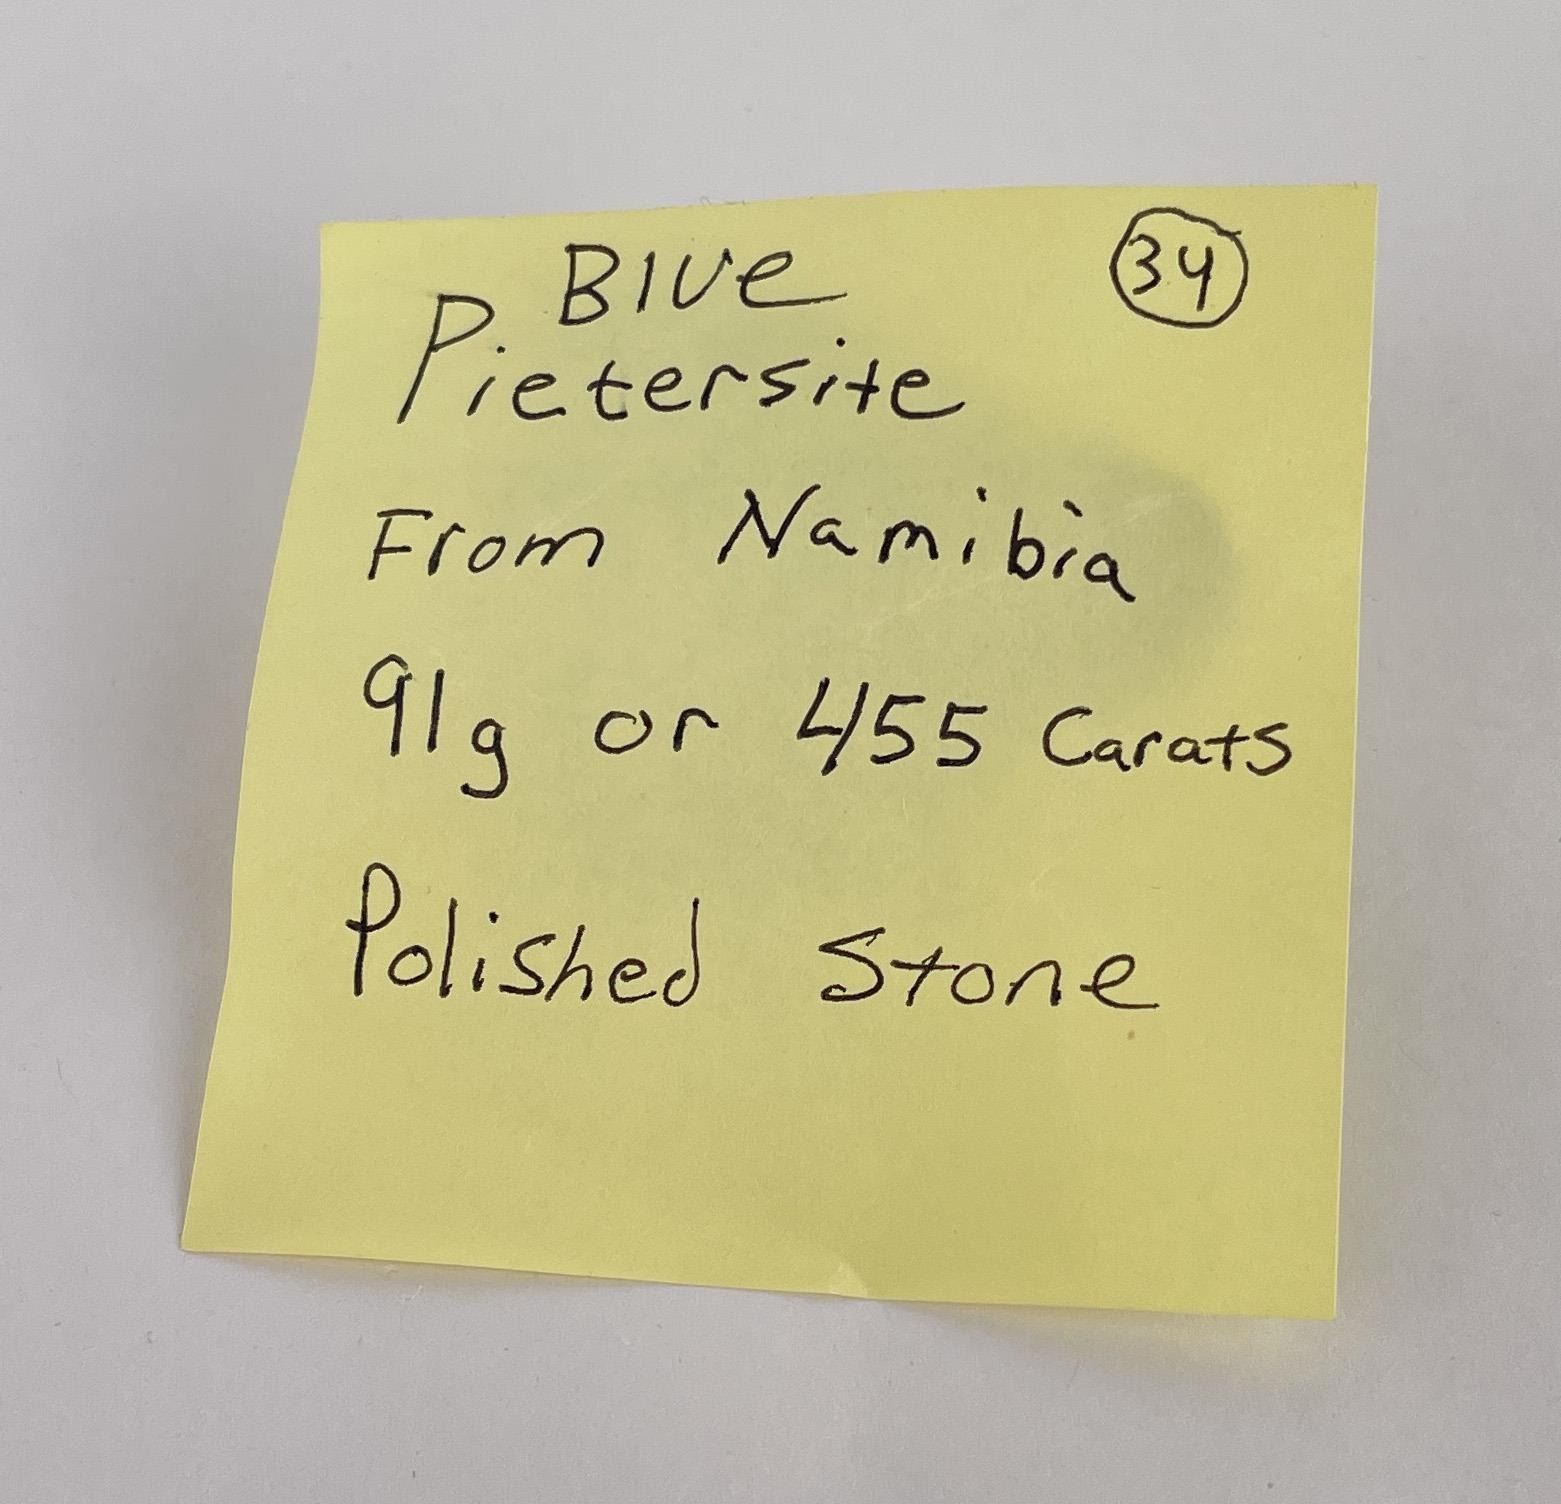 Blue
34
Pietersite
From Namibia
91g or 455 Carats
Polished Stone